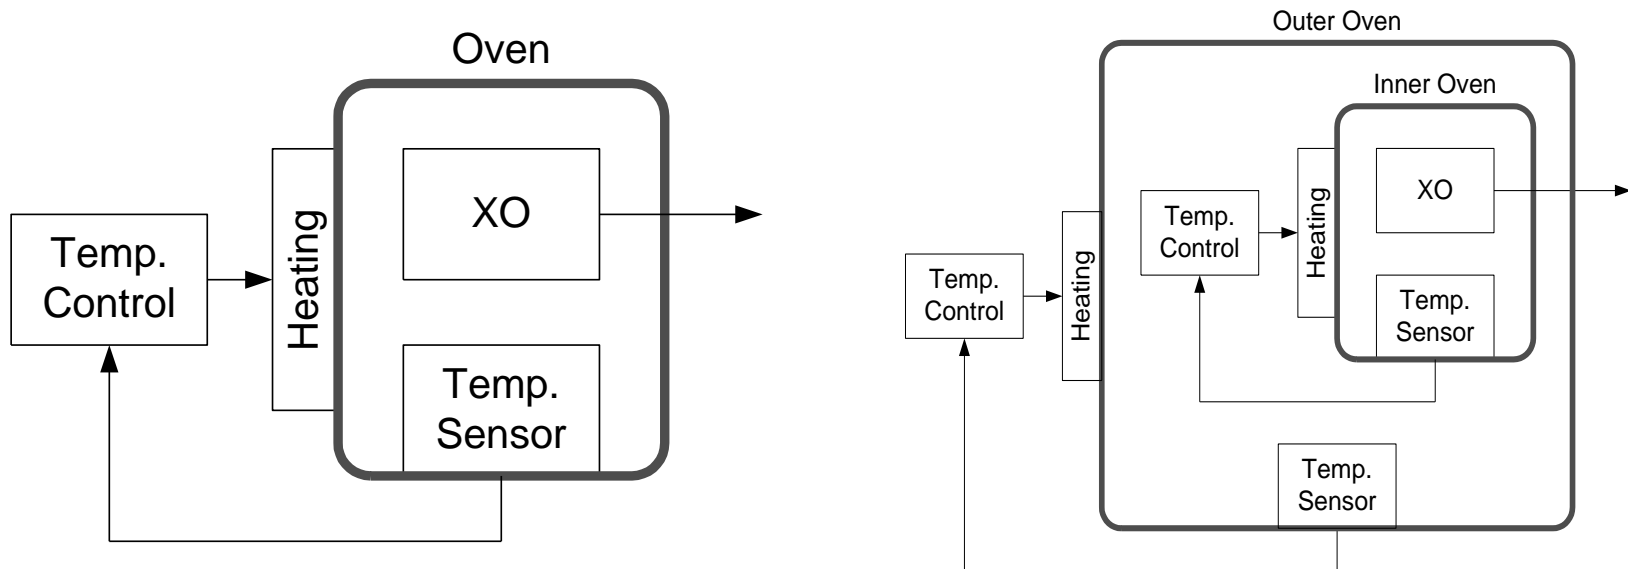 Oven
XO
Heating
Temp.
Control
Temp.
Sensor
Outer Oven
Inner Oven
XO
Temp.
Control
Heating
Temp.
Control
Heating
Temp.
Sensor
Temp.
Sensor